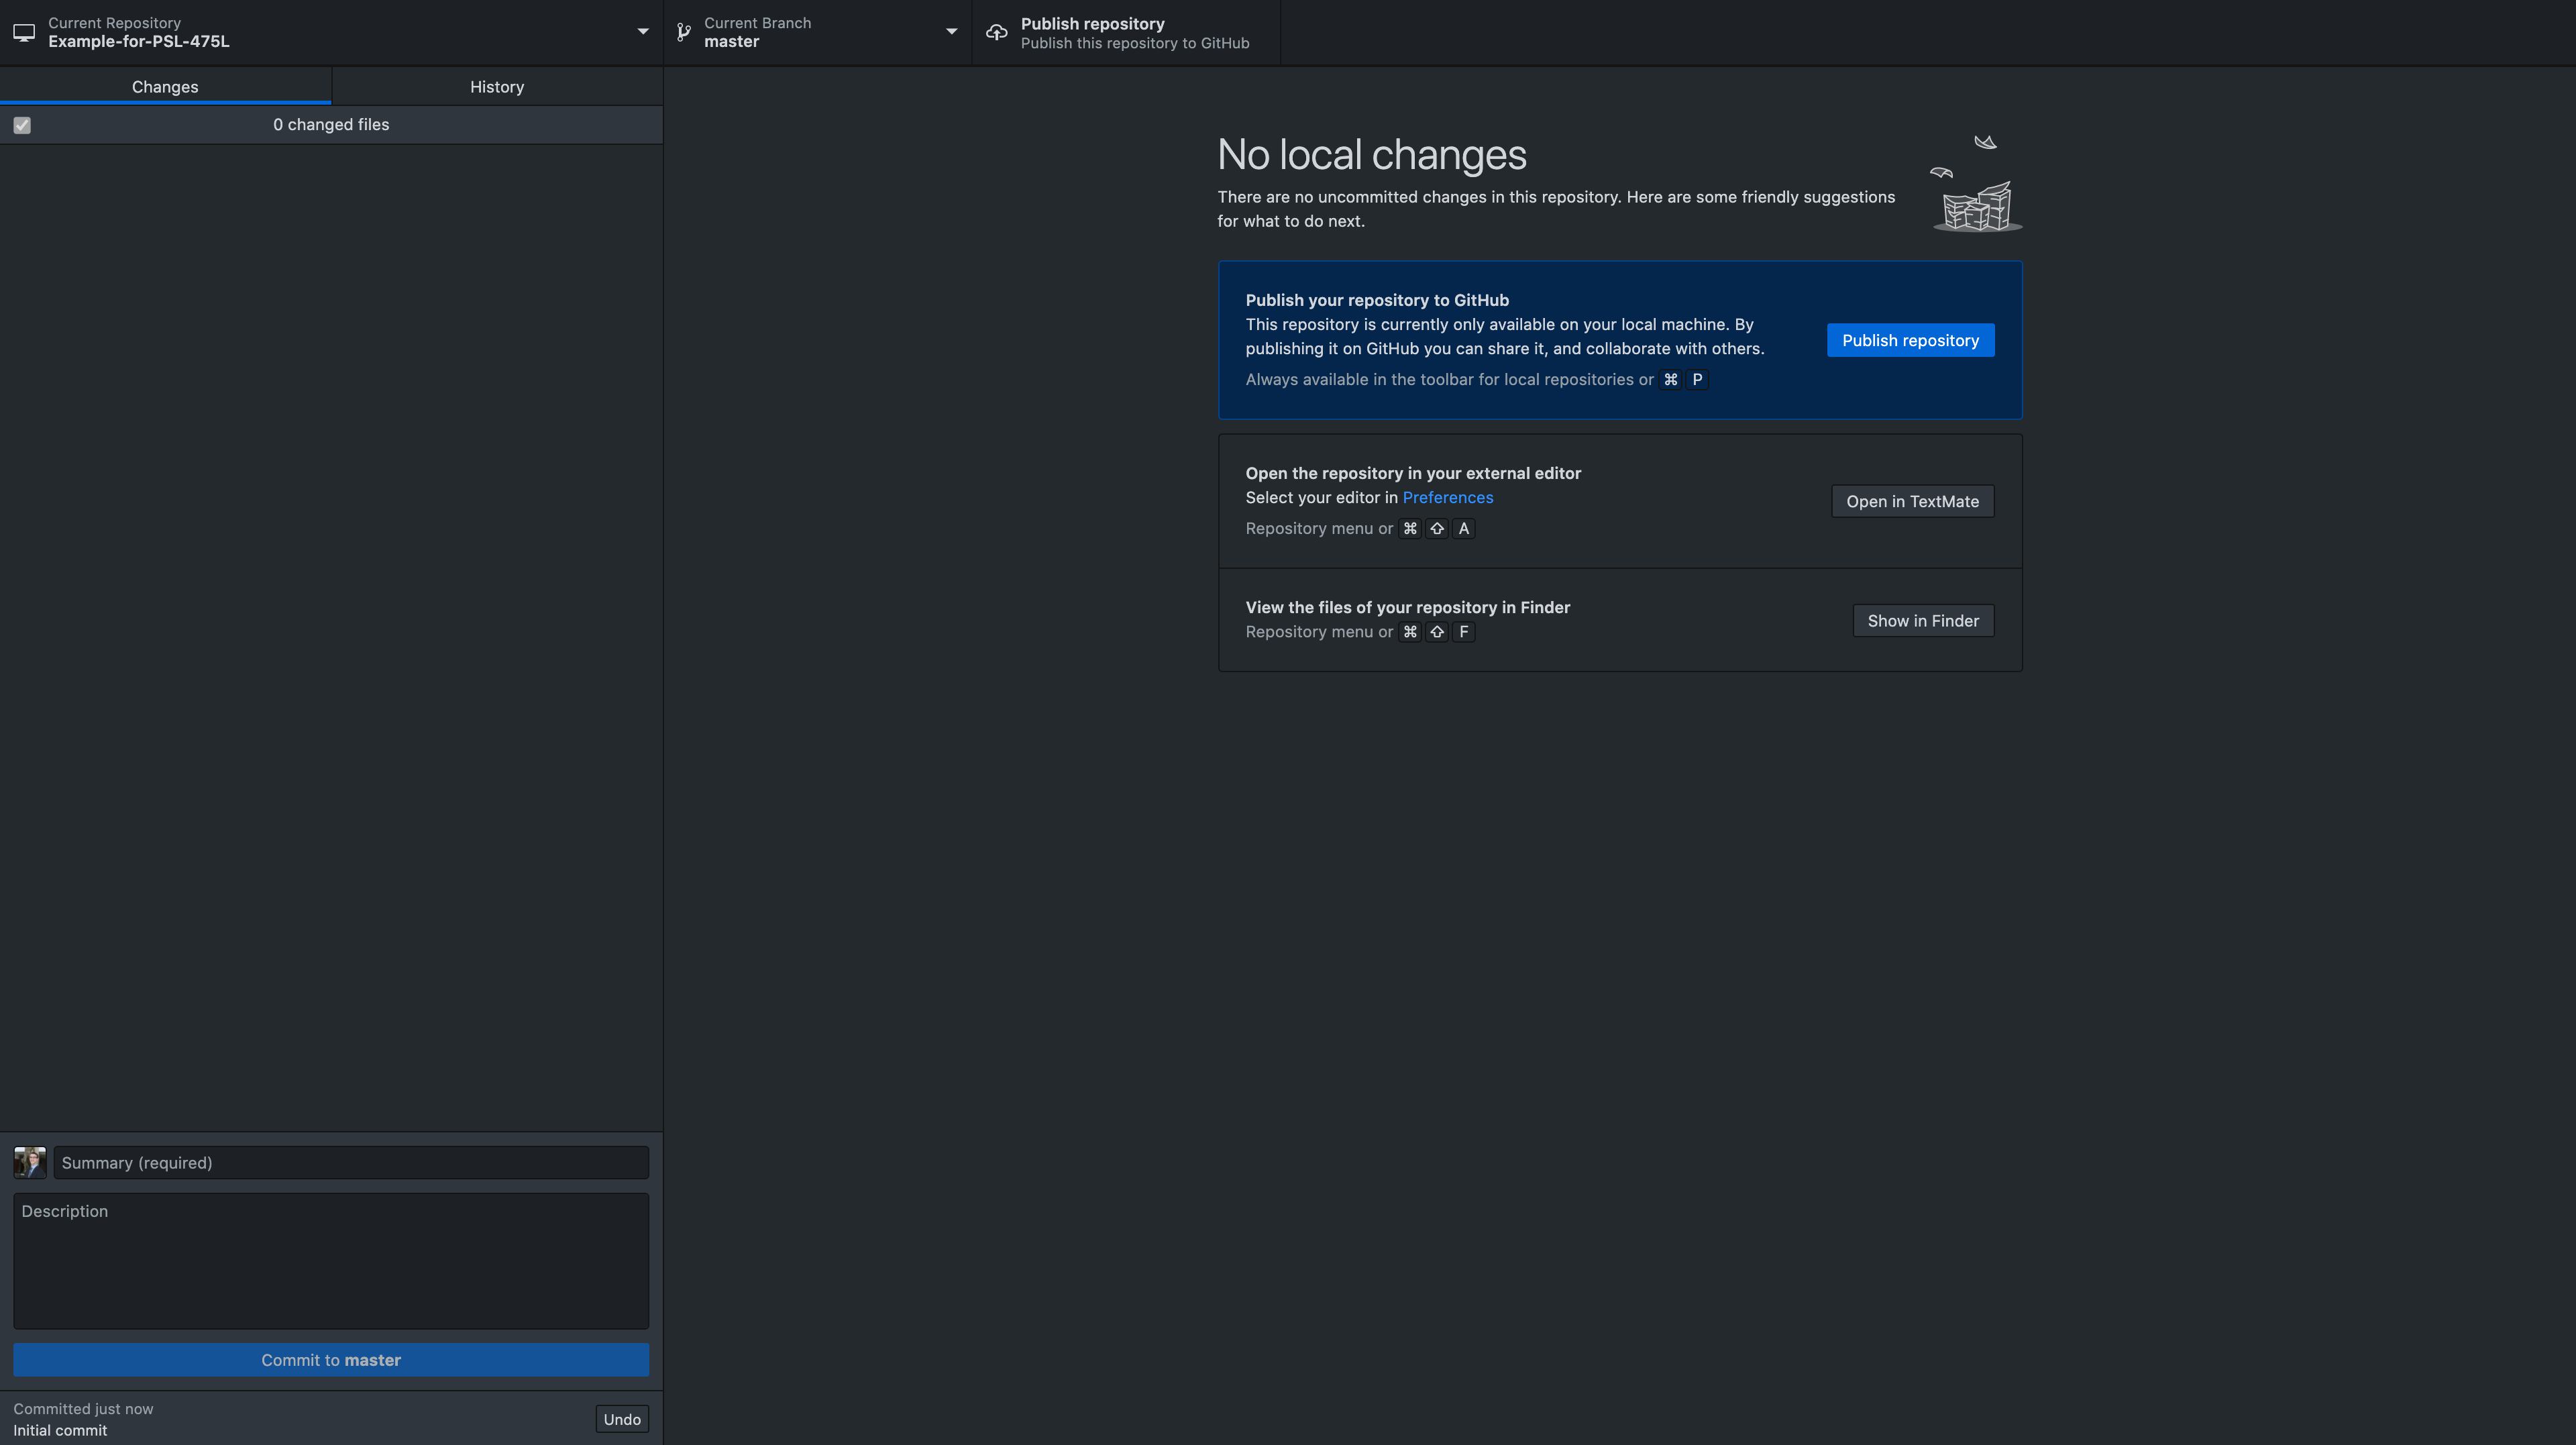 Current Repository
Example-for-PSL-475L
Current Branch
master
Publish repository
Publish this repository to GitHub
Changes
History
0 changed files
No local changes
There are no uncommitted changes in this repository. Here are some friendly suggestions
for what to do next.
Publish your repository to GitHub
This repository is currently only available on your local machine. By
publishing it on GitHub you can share it, and collaborate with others.
Always available in the toolbar for local repositories or ⌘ P
Publish repository
Open the repository in your external editor
Select your editor in Preferences
Repository menu or ⌘ ⇧ A
Open in TextMate
View the files of your repository in Finder
Repository menu or ⌘ ⇧ F
Show in Finder
Summary (required)
Description
Commit to master
Committed just now
Initial commit
Undo